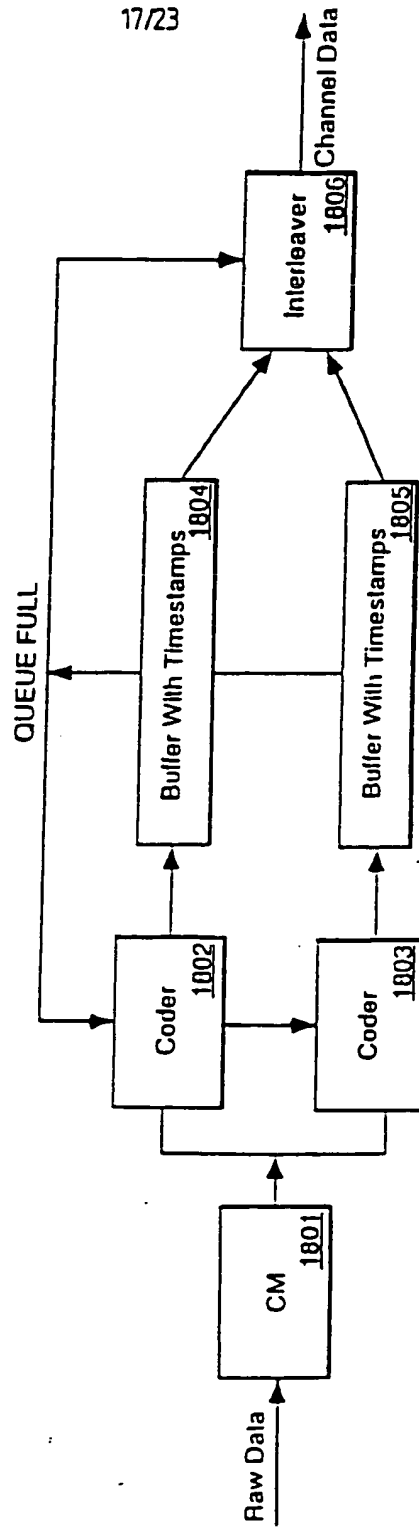 17/23
QUEUE FULL
Raw Data
CM
1801
Coder
1802
Coder
1803
Buffer With Timestamps
1804
Buffer With Timestamps
1805
Interleaver
1806
Channel Data